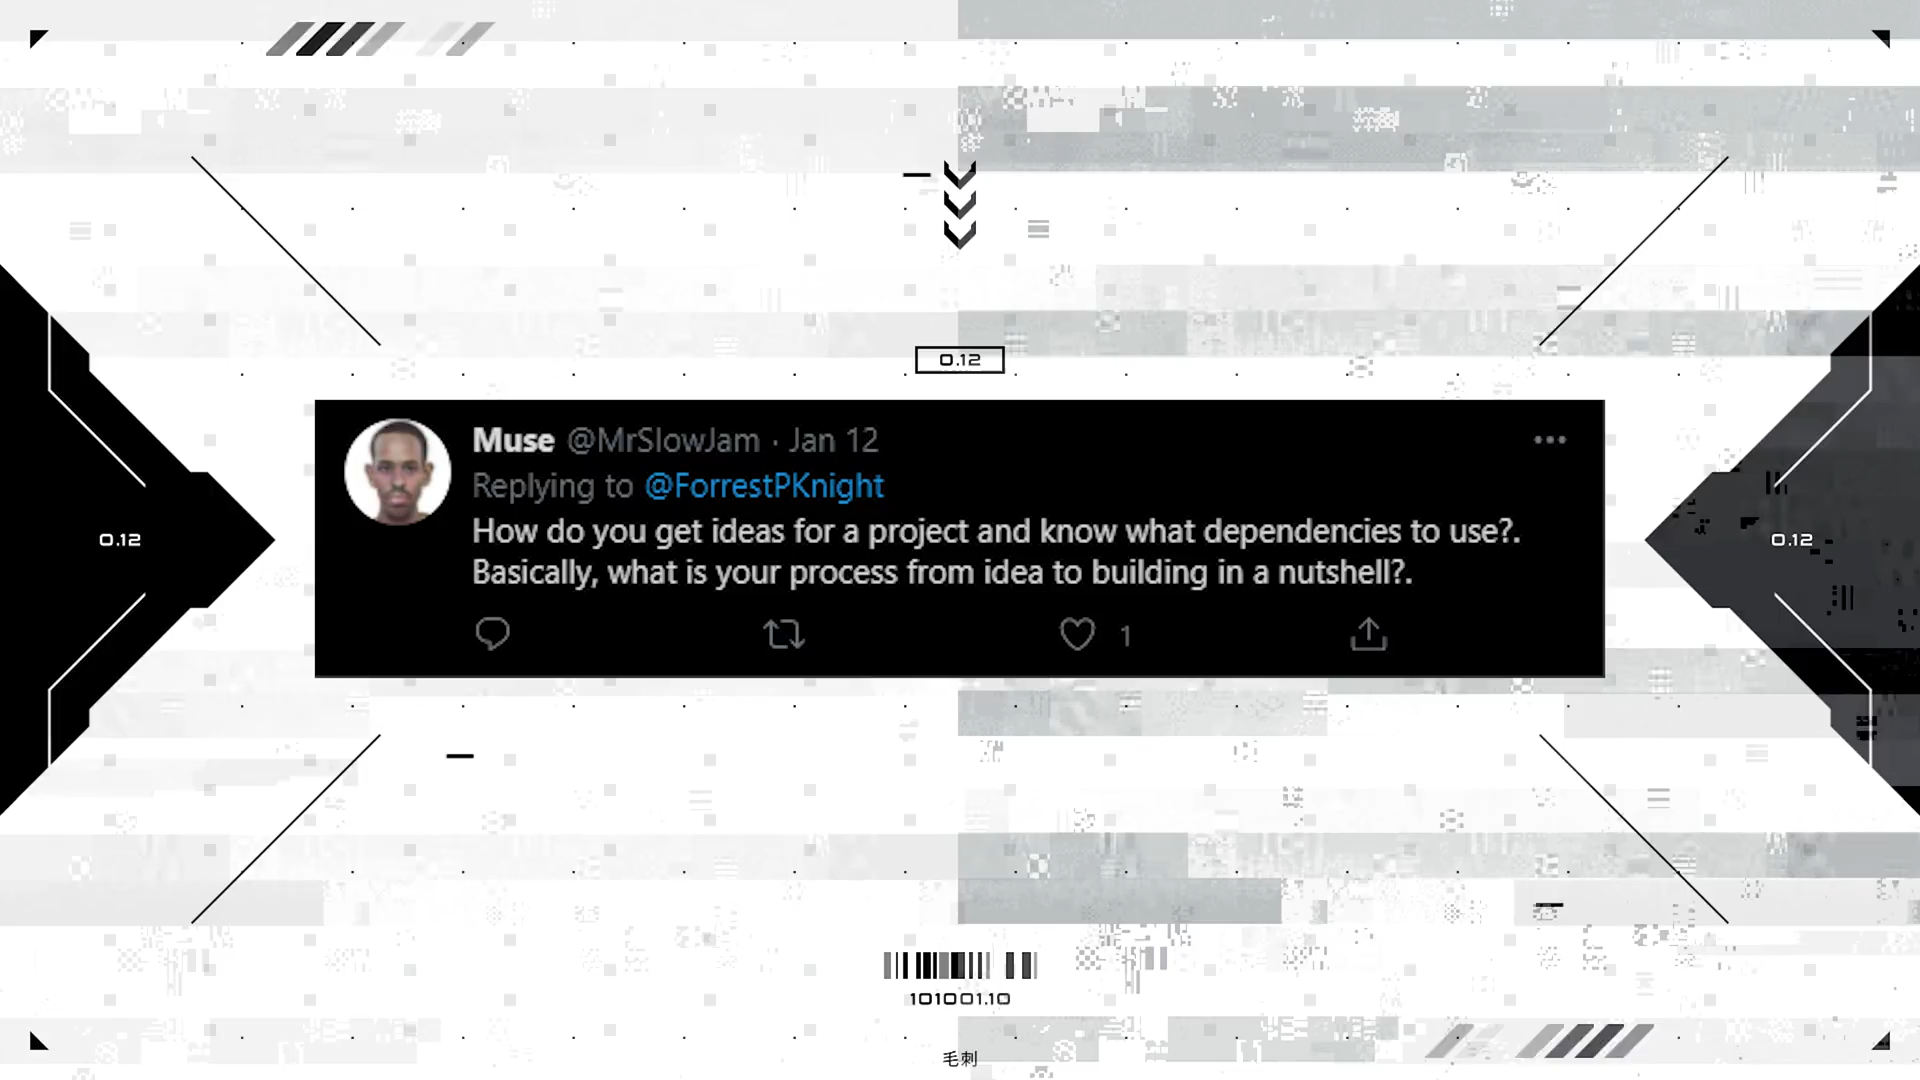 0.12
Muse @MrSlowJam · Jan 12
Replying to @ForrestPKnight
How do you get ideas for a project and know what dependencies to use?.
Basically, what is your process from idea to building in a nutshell?.
1
0.12
0.12
101001.10
毛刺